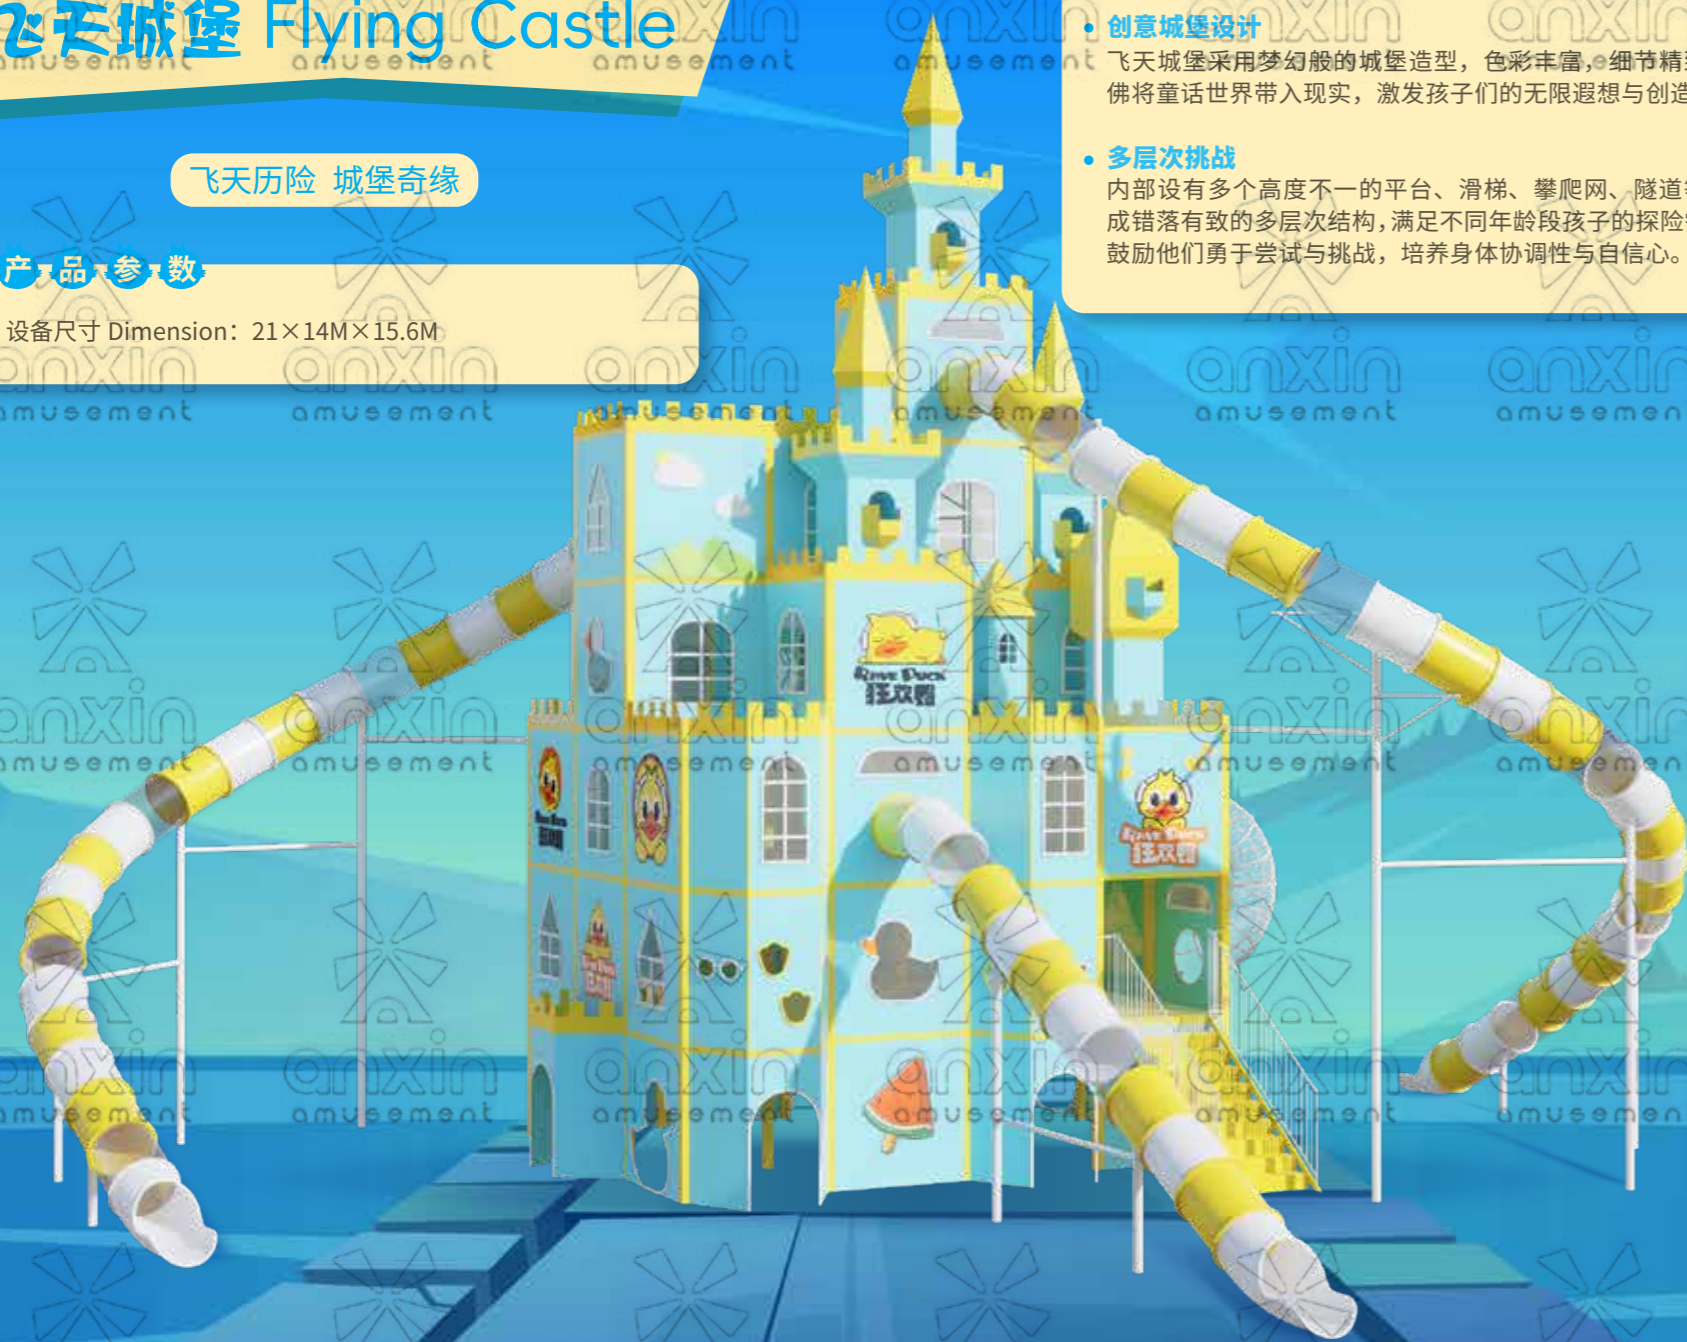 飞天城堡 Flying Castle
飞天历险 城堡奇缘
产品参数
设备尺寸 Dimension：21×14M×15.6M
• 创意城堡设计
飞天城堡采用梦幻般的城堡造型，色彩丰富，细节精
佛将童话世界带入现实，激发孩子们的无限遐想与创造
• 多层次挑战
内部设有多个高度不一的平台、滑梯、攀爬网、隧道
成错落有致的多层次结构，满足不同年龄段孩子的探险
鼓励他们勇于尝试与挑战，培养身体协调性与自信心。
RAVE DUCK
狂欢鸭
RAVE DUCK
狂欢鸭
anxin
amusement